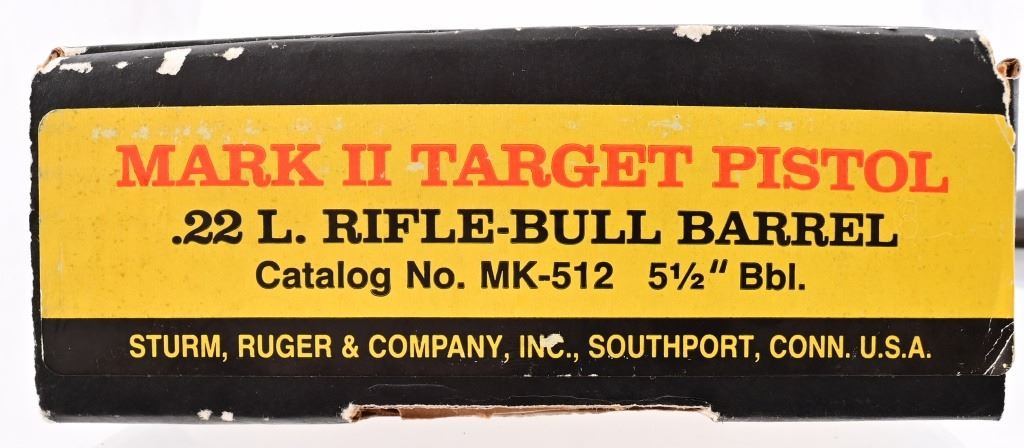 MARK II TARGET PISTOL
.22 L. RIFLE-BULL BARREL
Catalog No. MK-512 5½" Bbl.
STURM, RUGER & COMPANY, INC., SOUTHPORT, CONN. U.S.A.